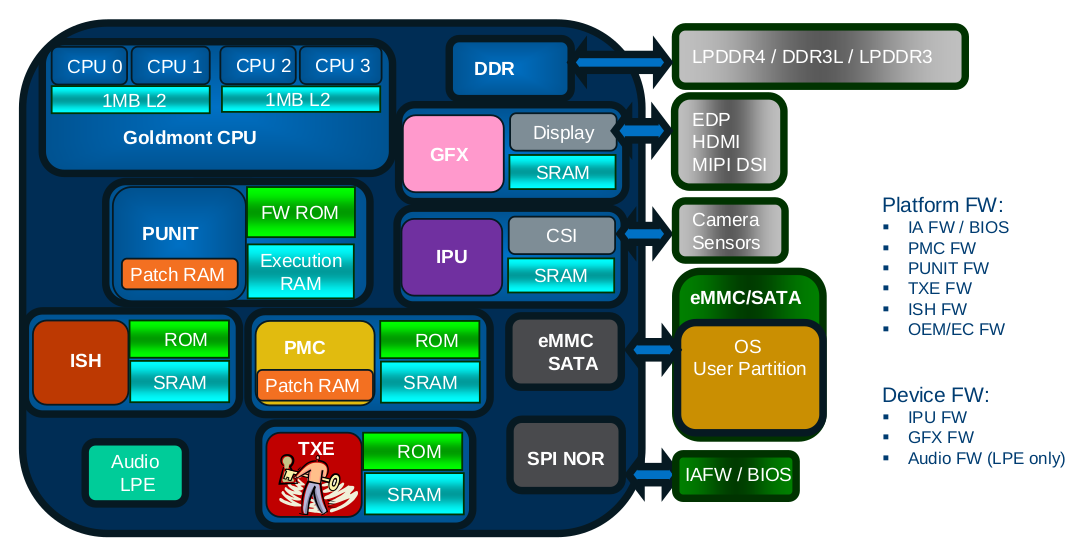 CPU 0
CPU 1
CPU 2
CPU 3
1MB L2
1MB L2
Goldmont CPU
DDR
LPDDR4 / DDR3L / LPDDR3
GFX
Display
SRAM
EDP
HDMI
MIPI DSI
PUNIT
Patch RAM
FW ROM
Execution
RAM
IPU
CSI
SRAM
Camera
Sensors
ISH
ROM
SRAM
PMC
Patch RAM
ROM
SRAM
eMMC
SATA
eMMC/SATA
OS
User Partition
Audio
LPE
TXE
ROM
SRAM
SPI NOR
IAFW / BIOS
Platform FW:
▪ IA FW / BIOS
▪ PMC FW
▪ PUNIT FW
▪ TXE FW
▪ ISH FW
▪ OEM/EC FW
Device FW:
▪ IPU FW
▪ GFX FW
▪ Audio FW (LPE only)